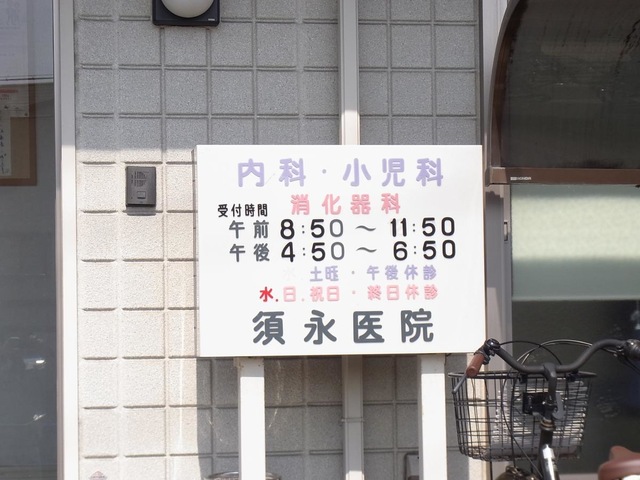 内科・小児科
消化器科
受付時間
午前 8:50 ～ 11:50
午後 4:50 ～ 6:50
土旺・午後休診
水.日.祝日・終日休診
須永医院